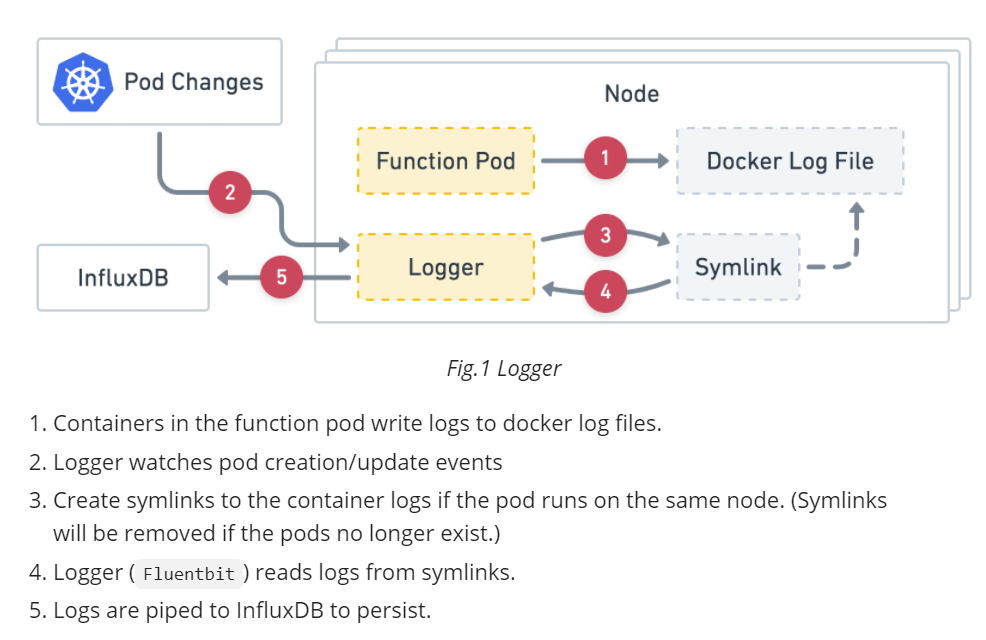 Pod Changes
Node
Function Pod
1
Docker Log File
2
Logger
3
Symlink
4
InfluxDB
5
Fig.1 Logger
1. Containers in the function pod write logs to docker log files.
2. Logger watches pod creation/update events
3. Create symlinks to the container logs if the pod runs on the same node. (Symlinks
will be removed if the pods no longer exist.)
4. Logger ( Fluentbit ) reads logs from symlinks.
5. Logs are piped to InfluxDB to persist.